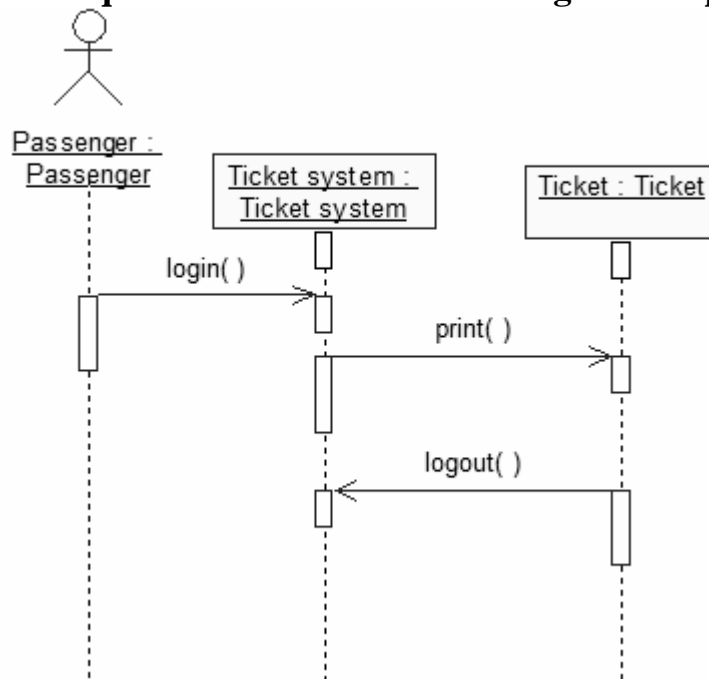 Passenger :
Passenger
Ticket system :
Ticket system
Ticket : Ticket
login( )
print( )
logout( )